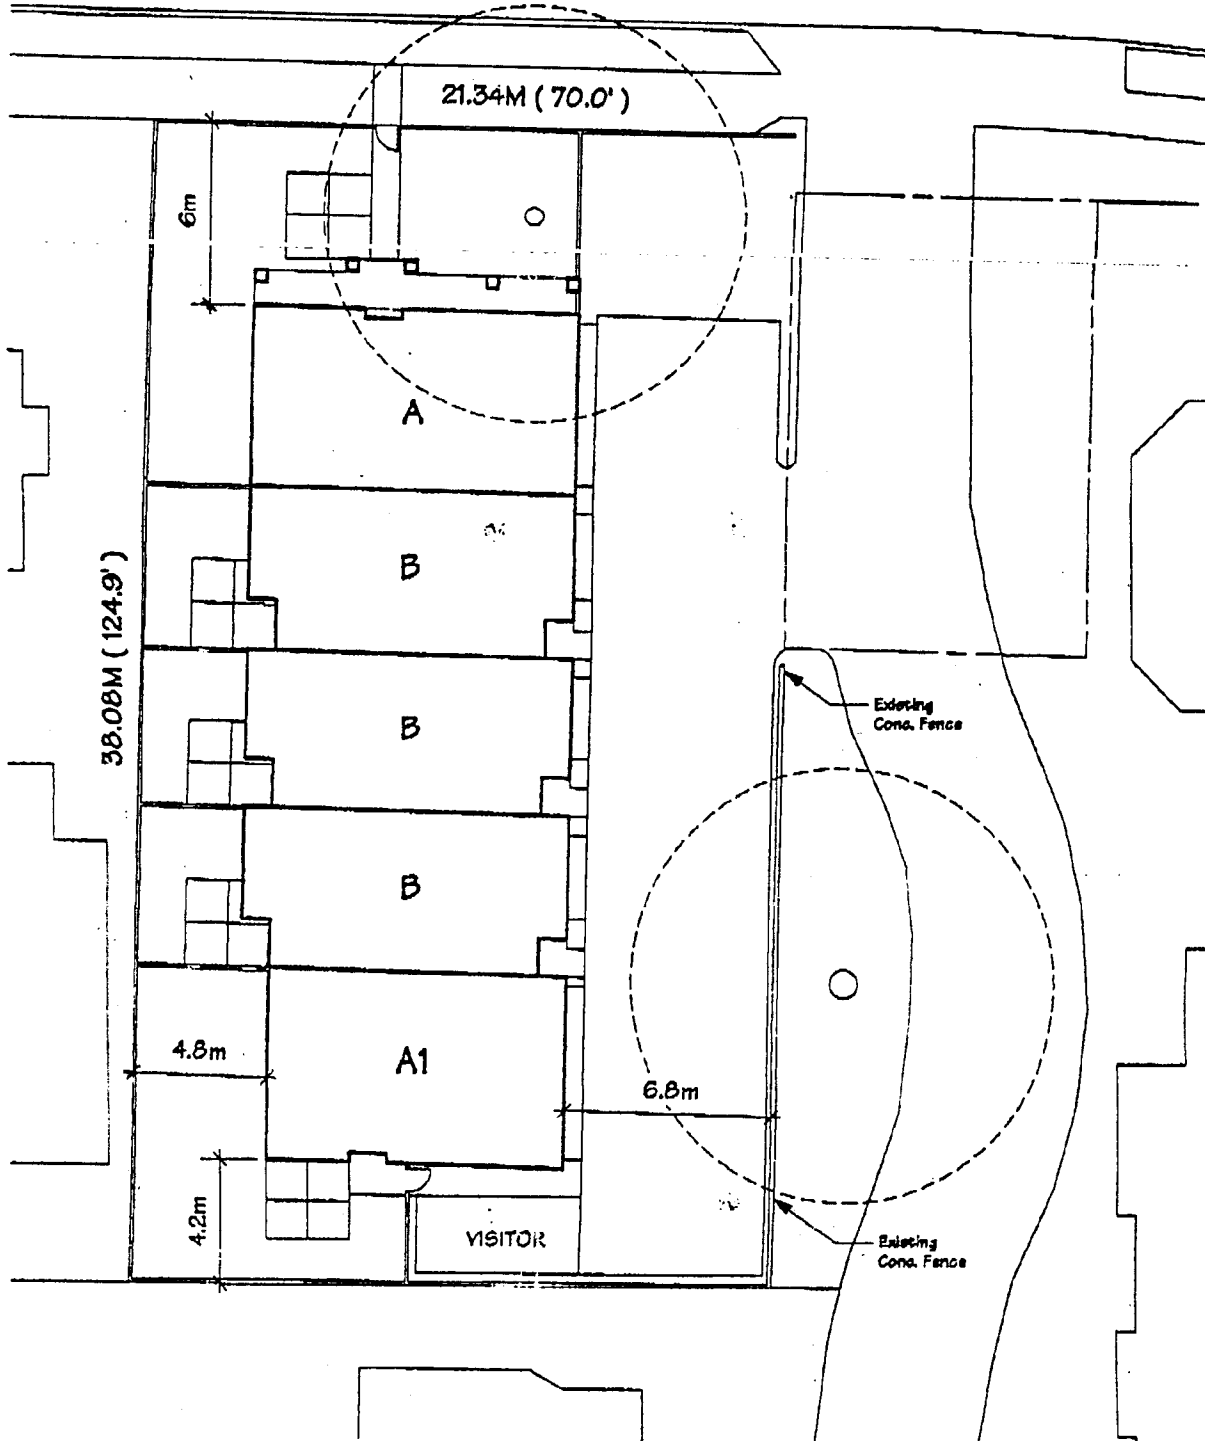 21.34M ( 70.0' )
6m
A
B
38.08M ( 124.9' )
B
Existing
Conc. Fence
B
4.8m
A1
6.8m
4.2m
VISITOR
Existing
Conc. Fence